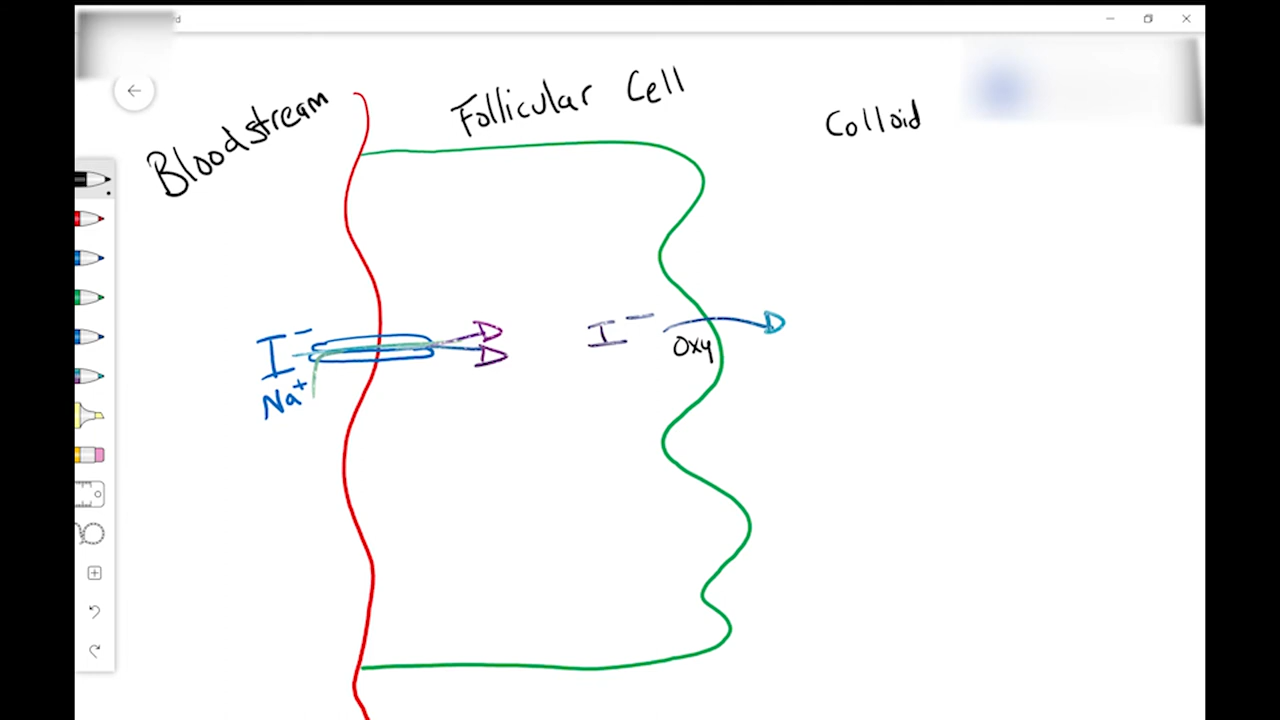 Bloodstream
Follicular Cell
Colloid
I⁻
Na⁺
I⁻
Oxy